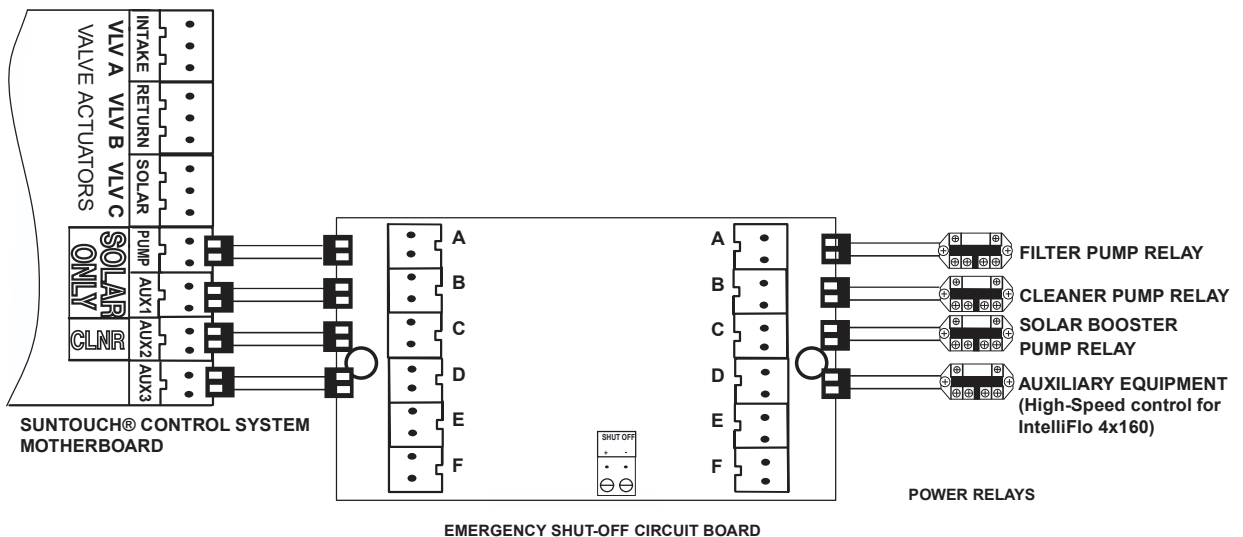 INTAKE
RETURN
SOLAR
PUMP
AUX1
AUX2
AUX3
VLV A VLV B VLV C
VALVE ACTUATORS
SOLAR
ONLY
CLNR
SUNTOUCH® CONTROL SYSTEM
MOTHERBOARD
A
B
C
D
E
F
SHUT OFF
+ -
A
B
C
D
E
F
EMERGENCY SHUT-OFF CIRCUIT BOARD
FILTER PUMP RELAY
CLEANER PUMP RELAY
SOLAR BOOSTER
PUMP RELAY
AUXILIARY EQUIPMENT
(High-Speed control for
IntelliFlo 4x160)
POWER RELAYS